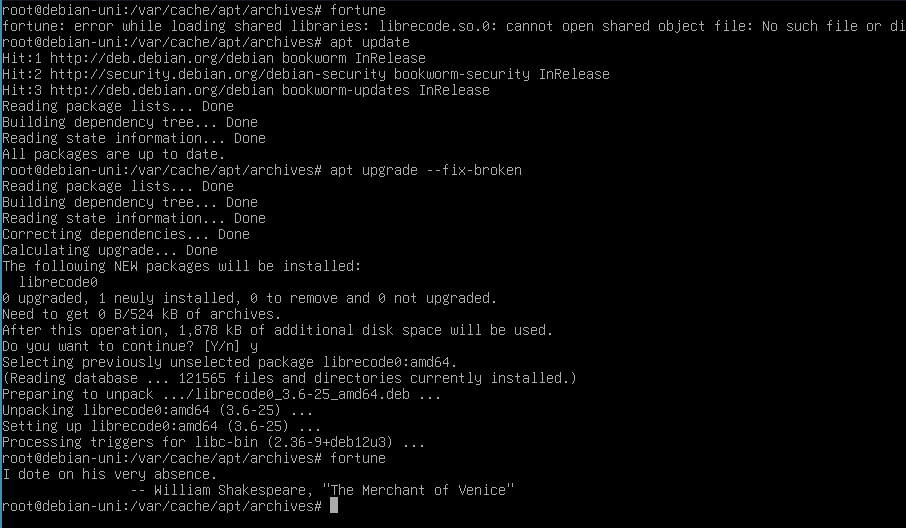 root@debian-uni:/var/cache/apt/archives# fortune
fortune: error while loading shared libraries: librecode.so.0: cannot open shared object file: No such file or di
root@debian-uni:/var/cache/apt/archives# apt update
Hit:1 http://deb.debian.org/debian bookworm InRelease
Hit:2 http://security.debian.org/debian-security bookworm-security InRelease
Hit:3 http://deb.debian.org/debian bookworm-updates InRelease
Reading package lists... Done
Building dependency tree... Done
Reading state information... Done
All packages are up to date.
root@debian-uni:/var/cache/apt/archives# apt upgrade --fix-broken
Reading package lists... Done
Building dependency tree... Done
Reading state information... Done
Correcting dependencies... Done
Calculating upgrade... Done
The following NEW packages will be installed:
  librecode0
0 upgraded, 1 newly installed, 0 to remove and 0 not upgraded.
Need to get 0 B/524 kB of archives.
After this operation, 1,878 kB of additional disk space will be used.
Do you want to continue? [Y/n] y
Selecting previously unselected package librecode0:amd64.
(Reading database ... 121565 files and directories currently installed.)
Preparing to unpack .../librecode0_3.6-25_amd64.deb ...
Unpacking librecode0:amd64 (3.6-25) ...
Setting up librecode0:amd64 (3.6-25) ...
Processing triggers for libc-bin (2.36-9+deb12u3) ...
root@debian-uni:/var/cache/apt/archives# fortune
I dote on his very absence.
                -- William Shakespeare, "The Merchant of Venice"
root@debian-uni:/var/cache/apt/archives#